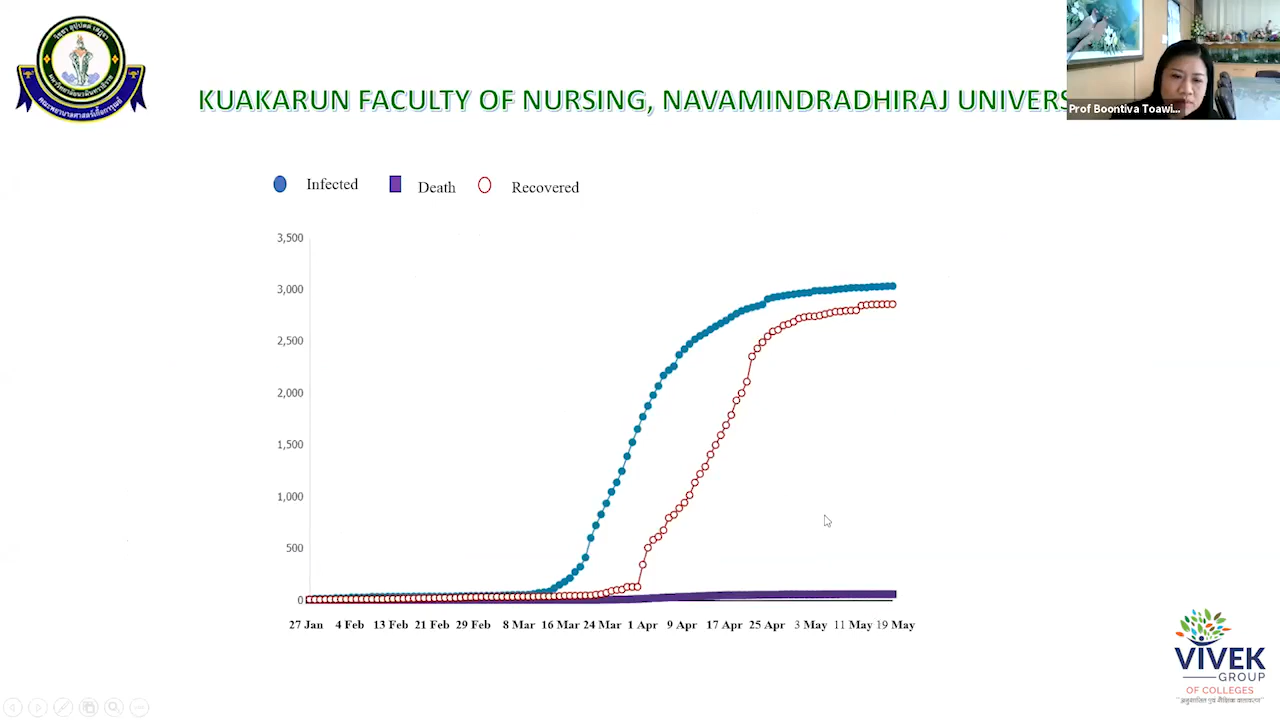 KUAKARUN FACULTY OF NURSING, NAVAMINDRADHIRAJ UNIVERS
Prof Boontiva Toawi...
Infected Death Recovered
3,500
3,000
2,500
2,000
1,500
1,000
500
0
27 Jan 4 Feb 13 Feb 21 Feb 29 Feb 8 Mar 16 Mar 24 Mar 1 Apr 9 Apr 17 Apr 25 Apr 3 May 11 May 19 May
VIVEK
GROUP
OF COLLEGES